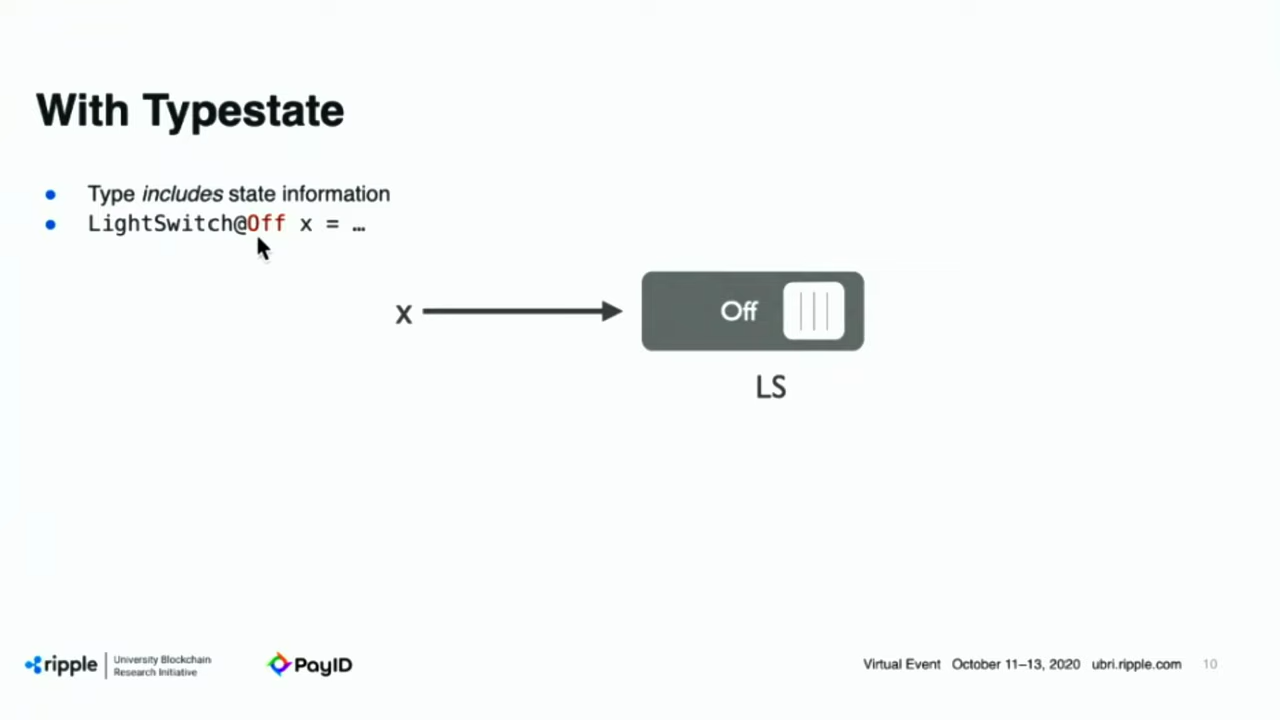 With Typestate
Type includes state information
LightSwitch@Off x = …
x
Off
LS
ripple
University Blockchain
Research Initiative
PayID
Virtual Event October 11–13, 2020 ubri.ripple.com 10